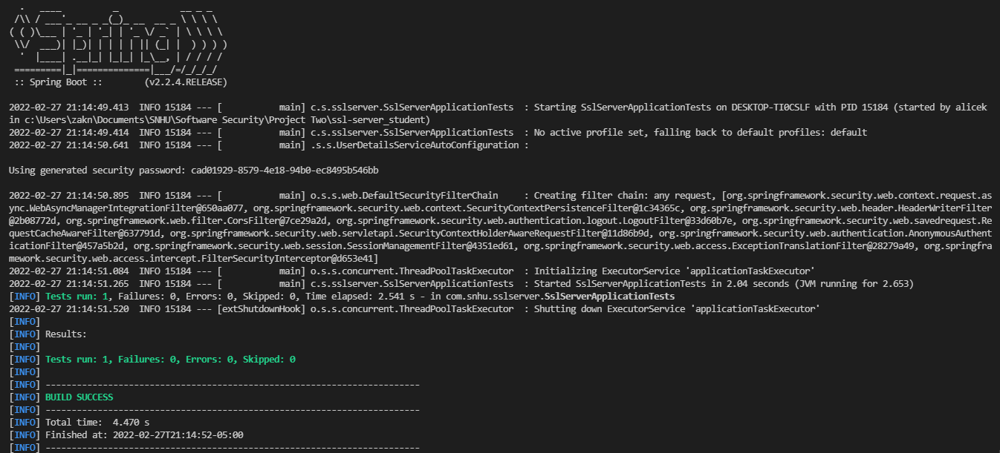 .   ____          _            __ _ _
 /\\ / ___'_ __ _ _(_)_ __  __ _ \ \ \ \
( ( )\___ | '_ | '_| | '_ \/ _` | \ \ \ \
 \\/  ___)| |_)| | | | | || (_| |  ) ) ) )
  '  |____| .__|_| |_|_| |_\__, | / / / /
 =========|_|==============|___/=/_/_/_/
 :: Spring Boot ::        (v2.2.4.RELEASE)

2022-02-27 21:14:49.413  INFO 15184 --- [           main] c.s.sslserver.SslServerApplicationTests  : Starting SslServerApplicationTests on DESKTOP-TI0CSLF with PID 15184 (started by alicek
in c:\Users\zakn\Documents\SNHU\Software Security\Project Two\ssl-server_student)
2022-02-27 21:14:49.414  INFO 15184 --- [           main] c.s.sslserver.SslServerApplicationTests  : No active profile set, falling back to default profiles: default
2022-02-27 21:14:50.641  INFO 15184 --- [           main] .s.s.UserDetailsServiceAutoConfiguration :

Using generated security password: cad01929-8579-4e18-94b0-ec8495b546bb

2022-02-27 21:14:50.895  INFO 15184 --- [           main] o.s.s.web.DefaultSecurityFilterChain     : Creating filter chain: any request, [org.springframework.security.web.context.request.as
ync.WebAsyncManagerIntegrationFilter@650aa077, org.springframework.security.web.context.SecurityContextPersistenceFilter@1c34365c, org.springframework.security.web.header.HeaderWriterFilter
@2b08772d, org.springframework.web.filter.CorsFilter@7ce29a2d, org.springframework.security.web.authentication.logout.LogoutFilter@33d60b7e, org.springframework.security.web.savedrequest.Re
questCacheAwareFilter@637791d, org.springframework.security.web.servletapi.SecurityContextHolderAwareRequestFilter@11d86b9d, org.springframework.security.web.authentication.AnonymousAuthent
icationFilter@457a5b2d, org.springframework.security.web.session.SessionManagementFilter@4351ed61, org.springframework.security.web.access.ExceptionTranslationFilter@28279a49, org.springfra
mework.security.web.access.intercept.FilterSecurityInterceptor@d653e41]
2022-02-27 21:14:51.084  INFO 15184 --- [           main] o.s.s.concurrent.ThreadPoolTaskExecutor  : Initializing ExecutorService 'applicationTaskExecutor'
2022-02-27 21:14:51.265  INFO 15184 --- [           main] c.s.sslserver.SslServerApplicationTests  : Started SslServerApplicationTests in 2.04 seconds (JVM running for 2.653)
[INFO] Tests run: 1, Failures: 0, Errors: 0, Skipped: 0, Time elapsed: 2.541 s - in com.snhu.sslserver.SslServerApplicationTests
2022-02-27 21:14:51.520  INFO 15184 --- [extShutdownHook] o.s.s.concurrent.ThreadPoolTaskExecutor  : Shutting down ExecutorService 'applicationTaskExecutor'
[INFO]
[INFO] Results:
[INFO]
[INFO] Tests run: 1, Failures: 0, Errors: 0, Skipped: 0
[INFO]
[INFO] ------------------------------------------------------------------------
[INFO] BUILD SUCCESS
[INFO] ------------------------------------------------------------------------
[INFO] Total time:  4.470 s
[INFO] Finished at: 2022-02-27T21:14:52-05:00
[INFO] ------------------------------------------------------------------------